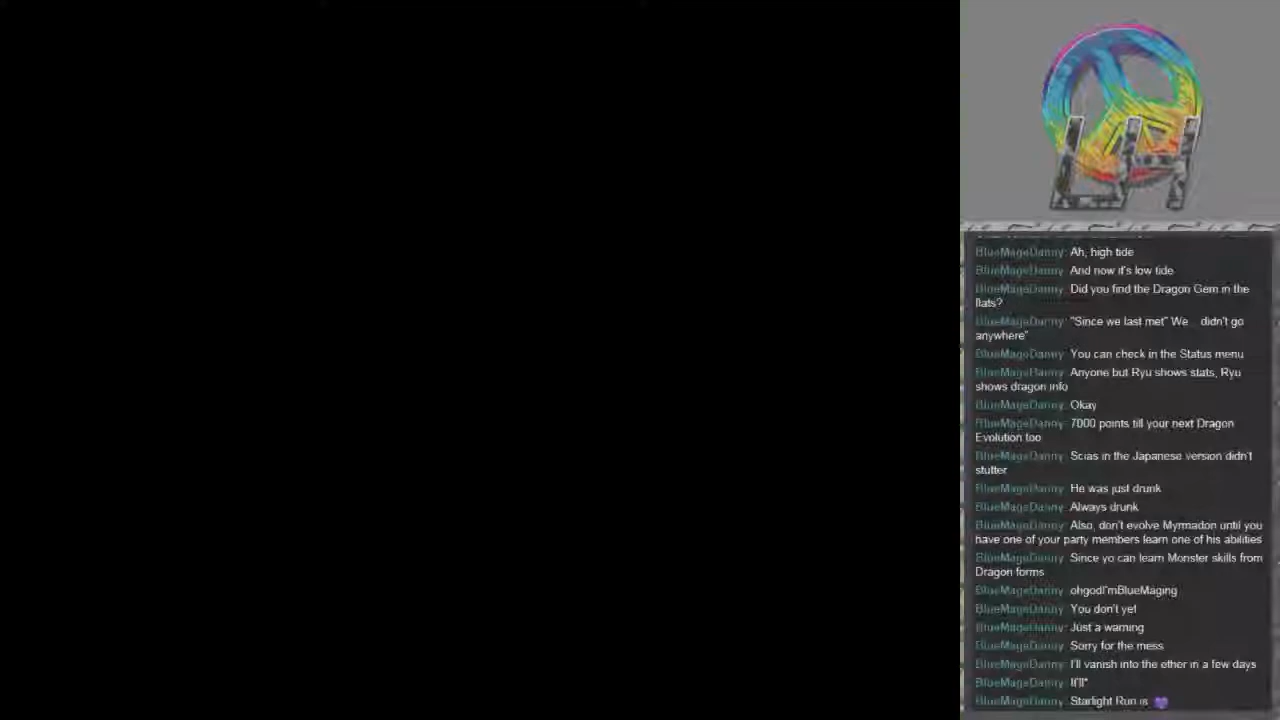 LH
BlueMageDanny: Ah, high tide
BlueMageDanny: And now it's low tide
BlueMageDanny: Did you find the Dragon Gem in the
flats?
BlueMageDanny: "Since we last met" We... didn't go
anywhere"
BlueMageDanny: You can check in the Status menu
BlueMageDanny: Anyone but Ryu shows stats, Ryu
shows dragon info
BlueMageDanny: Okay
BlueMageDanny: 7000 points till your next Dragon
Evolution too
BlueMageDanny: Scias in the Japanese version didn't
stutter
BlueMageDanny: He was just drunk
BlueMageDanny: Always drunk
BlueMageDanny: Also, don't evolve Myrmadon until you
have one of your party members learn one of his abilities
BlueMageDanny: Since yo can learn Monster skills from
Dragon forms
BlueMageDanny: ohgodI'mBlueMaging
BlueMageDanny: You don't yet
BlueMageDanny: Just a warning
BlueMageDanny: Sorry for the mess
BlueMageDanny: I'll vanish into the ether in a few days
BlueMageDanny: It'll*
BlueMageDanny: Starlight Run is